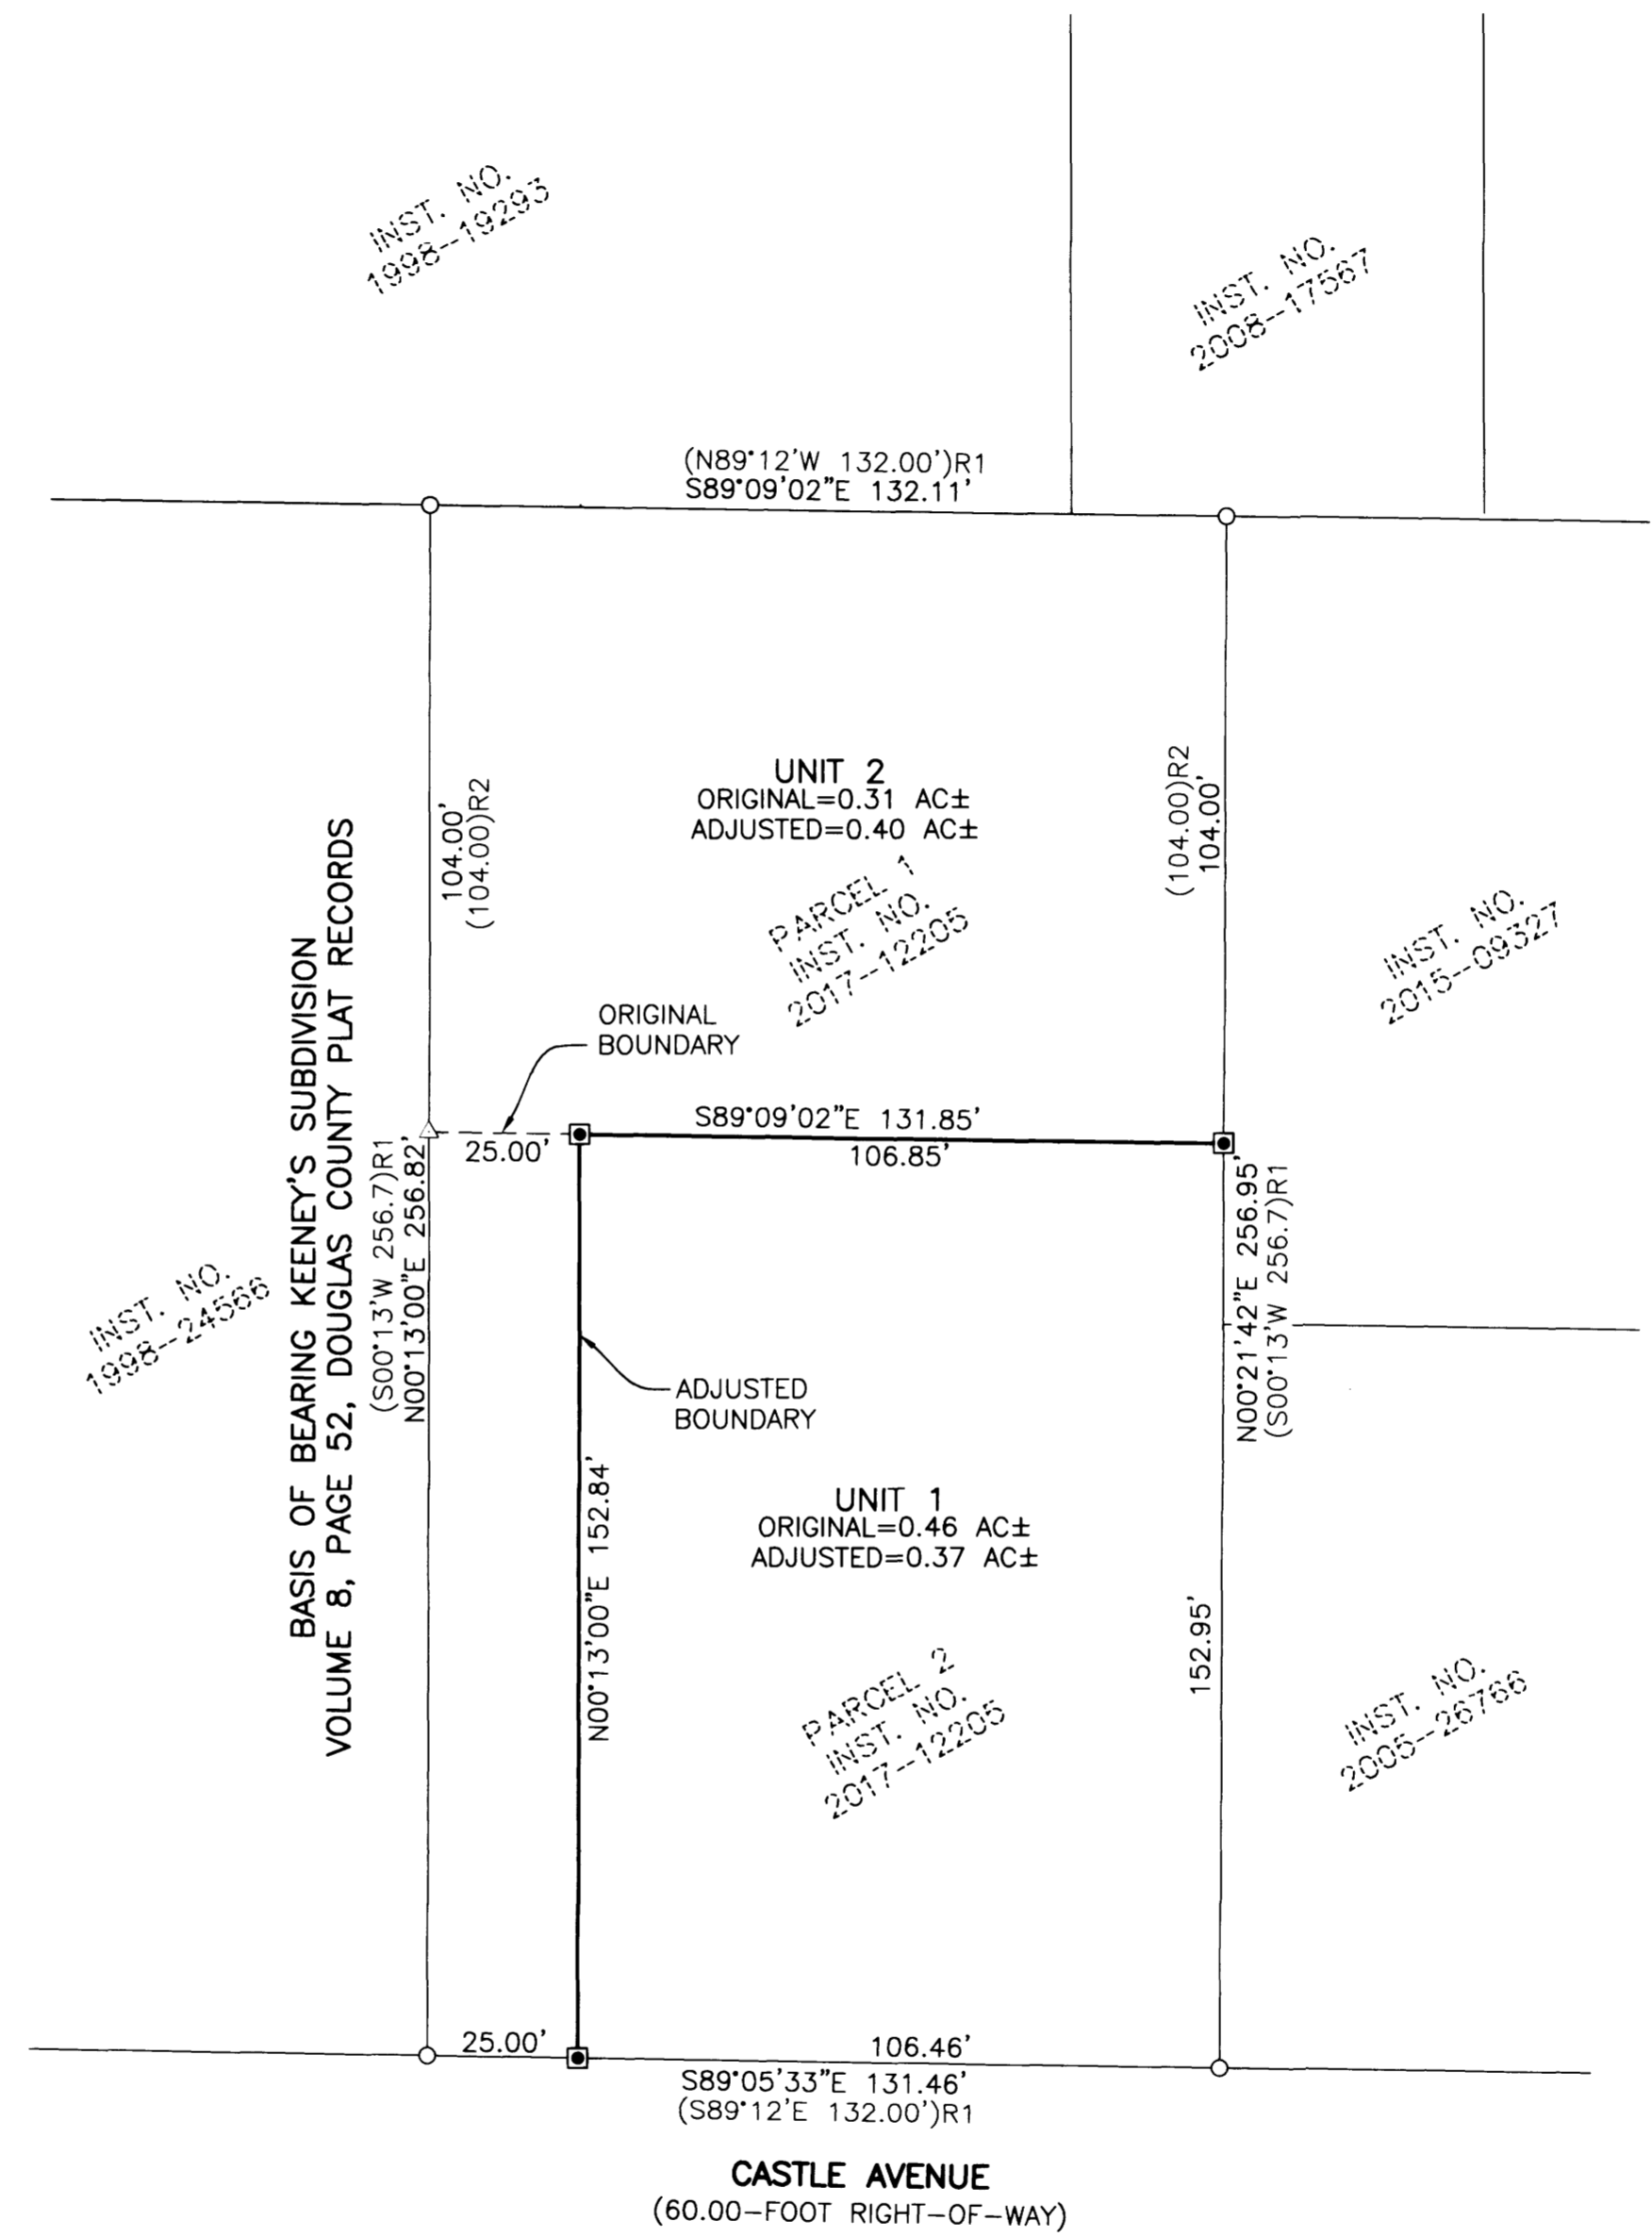 INST. NO.
1998-19293
INST. NO.
2008-17567
(N89°12'W 132.00')R1
S89°09'02"E 132.11'
UNIT 2
ORIGINAL=0.31 AC±
ADJUSTED=0.40 AC±
104.00'
(104.00)R2
(104.00)R2
104.00'
PARCEL 1
INST. NO.
2017-12205
INST. NO.
2015-09327
ORIGINAL
BOUNDARY
S89°09'02"E 131.85'
25.00'
106.85'
BASIS OF BEARING KEENEY'S SUBDIVISION
VOLUME 8, PAGE 52, DOUGLAS COUNTY PLAT RECORDS
(S00°13'W 256.7)R1
N00°13'00"E 256.82'
N00°21'42"E 256.95'
(S00°13'W 256.7)R1
INST. NO.
1998-24566
ADJUSTED
BOUNDARY
N00°13'00"E 152.84'
UNIT 1
ORIGINAL=0.46 AC±
ADJUSTED=0.37 AC±
152.95'
PARCEL 2
INST. NO.
2017-12205
INST. NO.
2005-26766
25.00'
106.46'
S89°05'33"E 131.46'
(S89°12'E 132.00')R1
CASTLE AVENUE
(60.00-FOOT RIGHT-OF-WAY)